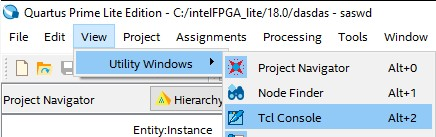 Quartus Prime Lite Edition - C:/intelFPGA_lite/18.0/dasdas - saswd
File Edit View Project Assignments Processing Tools Window
Utility Windows Project Navigator Alt+0
Node Finder Alt+1
Project Navigator Hierarchy Tcl Console Alt+2
Entity:Instance